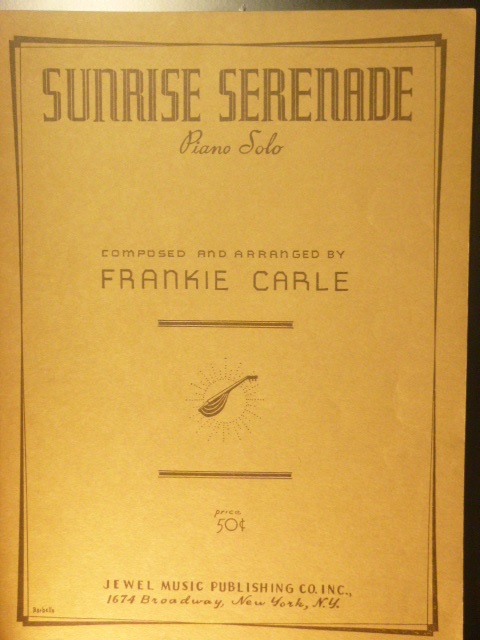 SUNRISE SERENADE
Piano Solo
COMPOSED AND ARRANGED BY
FRANKIE CARLE
price
50¢
JEWEL MUSIC PUBLISHING CO. INC.,
1674 Broadway, New York, N.Y.